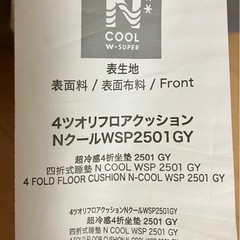 N*
COOL
W-SUPER
表生地
表面料 / 表面布料 / Front
4ツオリフロアクッション
NクールWSP2501GY
超冷感4折坐墊 2501 GY
四折式睡墊 N COOL WSP 2501 GY
4 FOLD FLOOR CUSHION N-COOL WSP 2501 GY
4ツオリフロアクッションNクールWSP2501GY
超冷感4折坐墊 2501 GY
四折式睡墊 N COOL WSP 2501 GY
4 FOLD FLOOR CUSHION N-COOL WSP 2501 GY